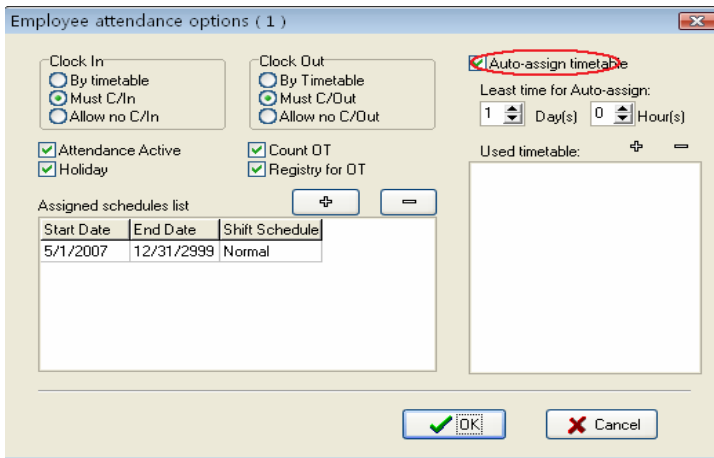 Employee attendance options ( 1 )
Clock In
By timetable
Must C/In
Allow no C/In
Clock Out
By Timetable
Must C/Out
Allow no C/Out
Auto-assign timetable
Least time for Auto-assign:
1 Day(s) 0 Hour(s)
Attendance Active
Holiday
Count OT
Registry for OT
Used timetable:
Assigned schedules list
Start Date End Date Shift Schedule
5/1/2007 12/31/2999 Normal
OK Cancel